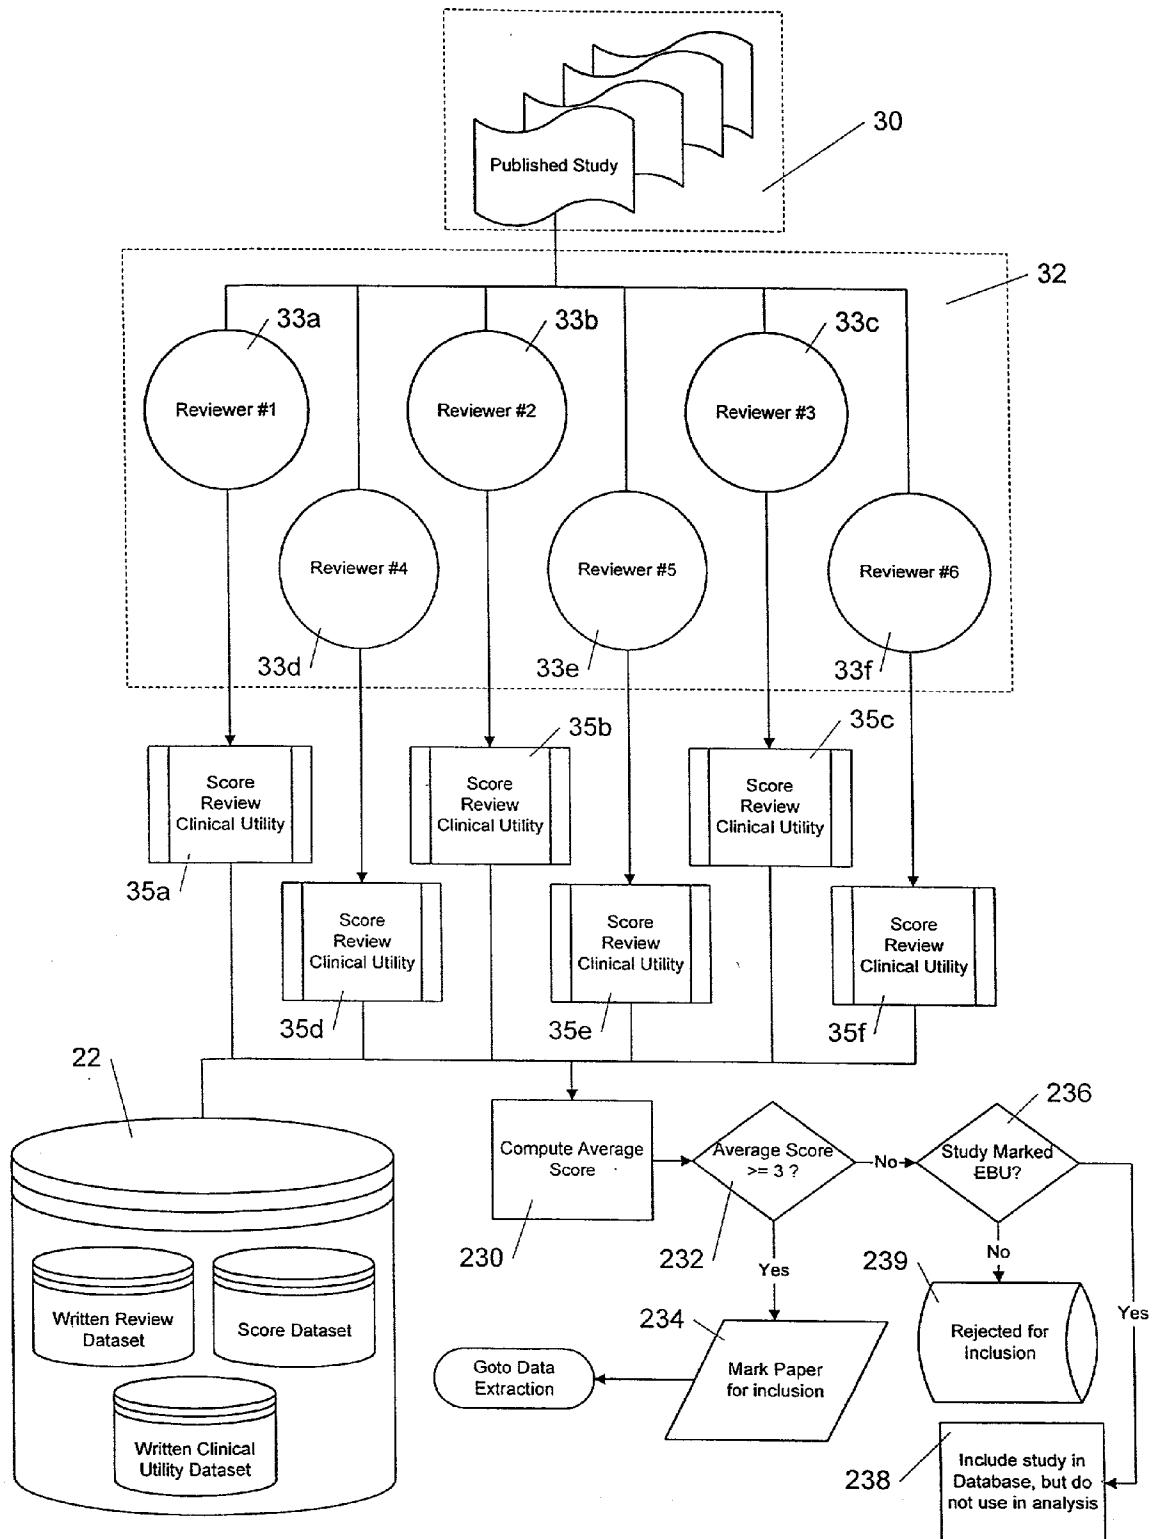 Published Study
30
32
33a
33b
33c
Reviewer #1
Reviewer #2
Reviewer #3
Reviewer #4
Reviewer #5
Reviewer #6
33d
33e
33f
35b
35c
Score
Review
Clinical Utility
Score
Review
Clinical Utility
Score
Review
Clinical Utility
35a
Score
Review
Clinical Utility
Score
Review
Clinical Utility
Score
Review
Clinical Utility
35d
35e
35f
22
236
Compute Average
Score
Average Score
>= 3 ?
No
Study Marked
EBU?
230
232
Yes
No
239
Yes
Written Review
Dataset
Score Dataset
234
Rejected for
Inclusion
Goto Data
Extraction
Mark Paper
for inclusion
Written Clinical
Utility Dataset
238
Include study in
Database, but do
not use in analysis